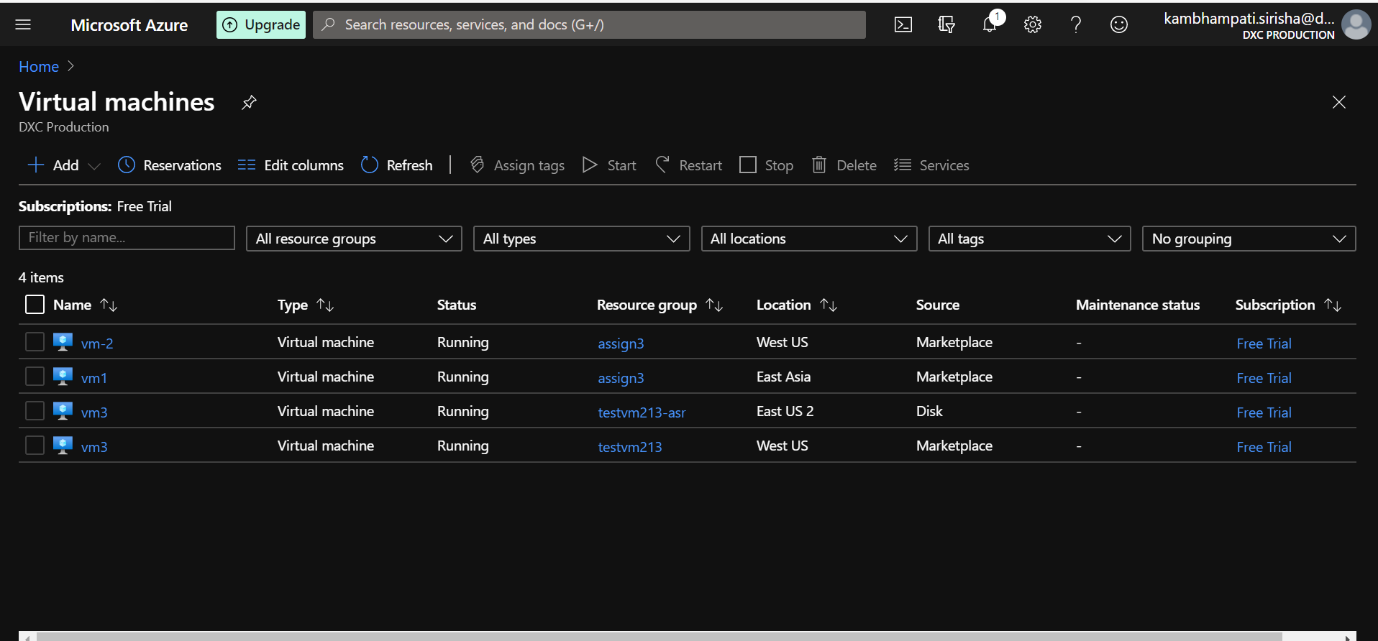 Microsoft Azure Upgrade Search resources, services, and docs (G+/) 1 kambhampati.sirisha@d...
DXC PRODUCTION
Home
Virtual machines
DXC Production
Add Reservations Edit columns Refresh Assign tags Start Restart Stop Delete Services
Subscriptions: Free Trial
Filter by name... All resource groups All types All locations All tags No grouping
4 items
Name Type Status Resource group Location Source Maintenance status Subscription
vm-2 Virtual machine Running assign3 West US Marketplace - Free Trial
vm1 Virtual machine Running assign3 East Asia Marketplace - Free Trial
vm3 Virtual machine Running testvm213-asr East US 2 Disk - Free Trial
vm3 Virtual machine Running testvm213 West US Marketplace - Free Trial